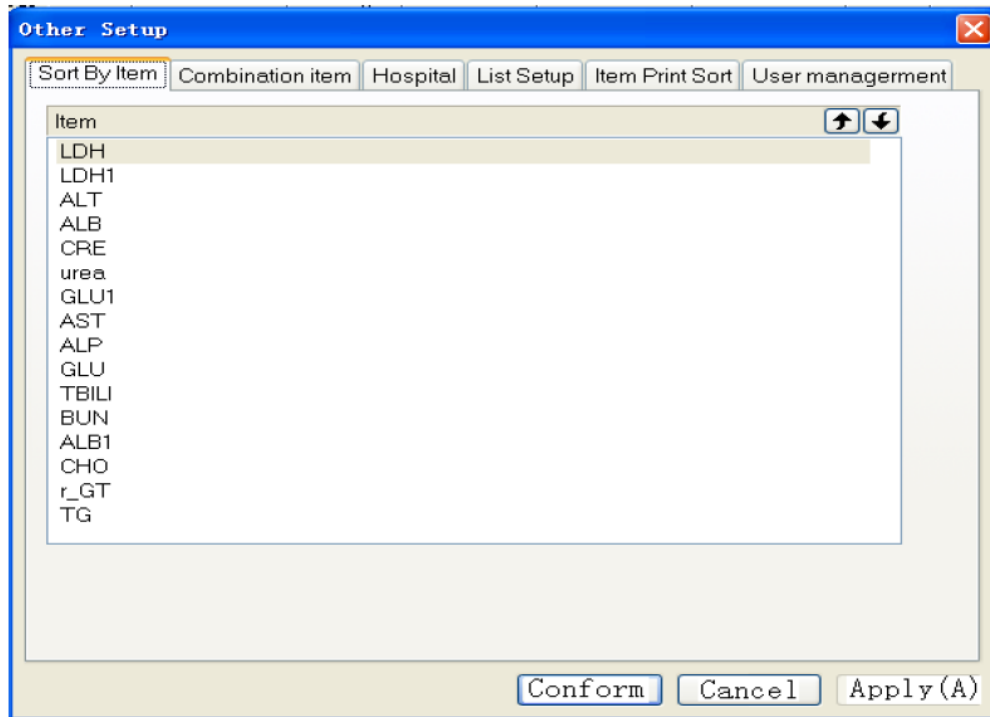 Other Setup
Sort By Item Combination item Hospital List Setup Item Print Sort User managerment
Item
LDH
LDH1
ALT
ALB
CRE
urea
GLU1
AST
ALP
GLU
TBILI
BUN
ALB1
CHO
r_GT
TG
Conform Cancel Apply(A)